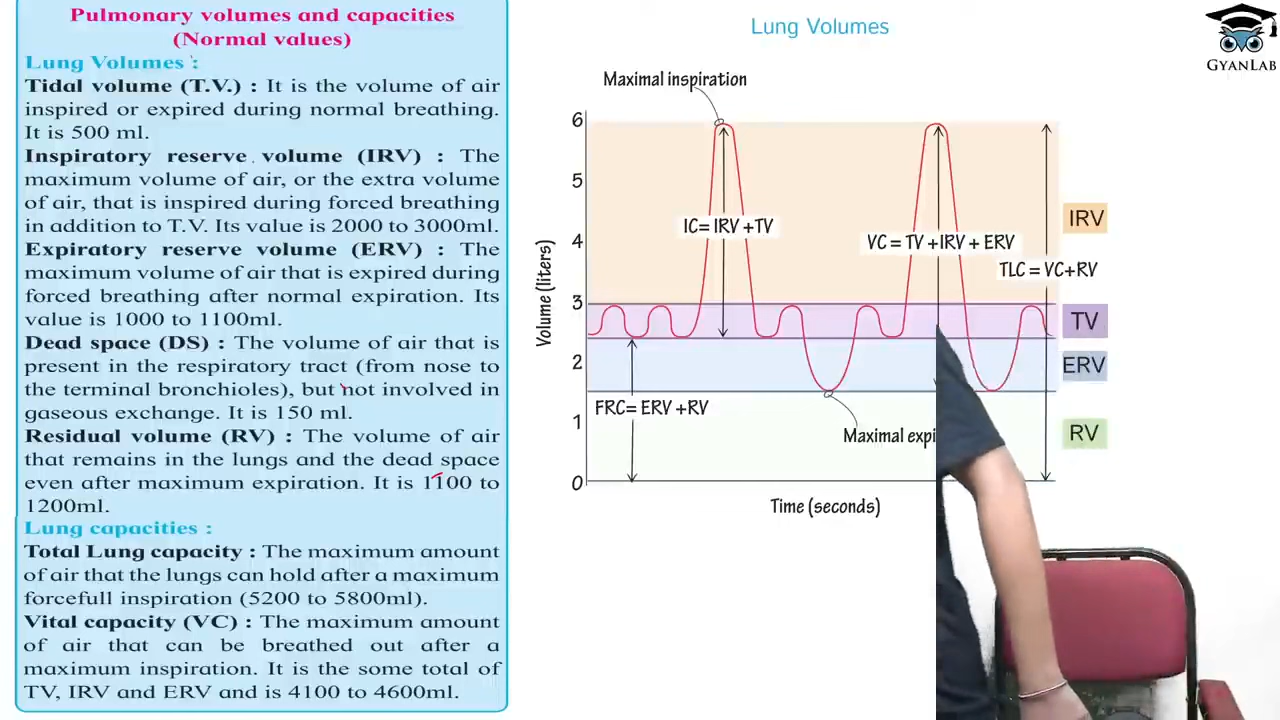 Pulmonary volumes and capacities
(Normal values)
Lung Volumes :
Tidal volume (T.V.) : It is the volume of air
inspired or expired during normal breathing.
It is 500 ml.
Inspiratory reserve volume (IRV) : The
maximum volume of air, or the extra volume
of air, that is inspired during forced breathing
in addition to T.V. Its value is 2000 to 3000ml.
Expiratory reserve volume (ERV) : The
maximum volume of air that is expired during
forced breathing after normal expiration. Its
value is 1000 to 1100ml.
Dead space (DS) : The volume of air that is
present in the respiratory tract (from nose to
the terminal bronchioles), but not involved in
gaseous exchange. It is 150 ml.
Residual volume (RV) : The volume of air
that remains in the lungs and the dead space
even after maximum expiration. It is 1100 to
1200ml.
Lung capacities :
Total Lung capacity : The maximum amount
of air that the lungs can hold after a maximum
forcefull inspiration (5200 to 5800ml).
Vital capacity (VC) : The maximum amount
of air that can be breathed out after a
maximum inspiration. It is the some total of
TV, IRV and ERV and is 4100 to 4600ml.
Lung Volumes
GYANLAB
Maximal inspiration
Volume (liters)
6
5
4
3
2
1
0
IC= IRV +TV
VC = TV +IRV + ERV
TLC = VC+RV
FRC= ERV +RV
Maximal expi
Time (seconds)
IRV
TV
ERV
RV